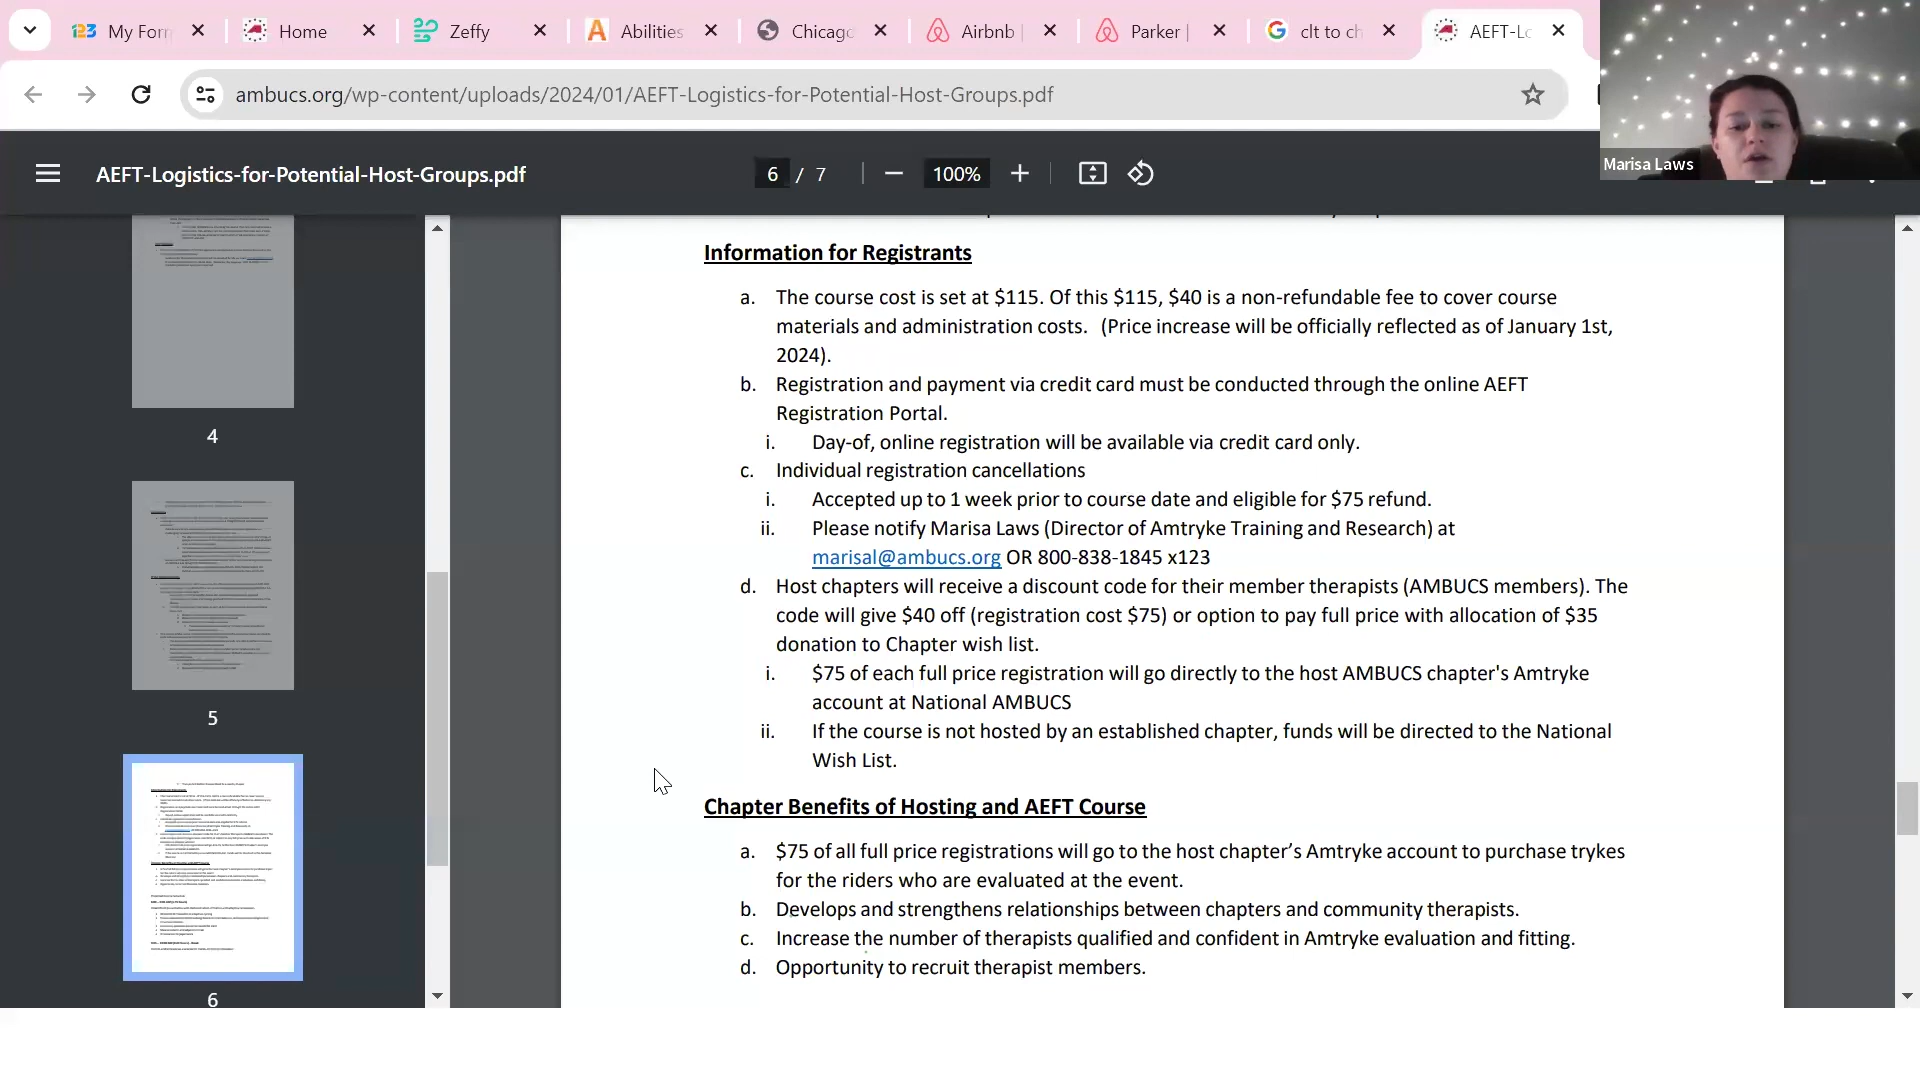 My Forr
Home
Zeffy
Abilities
Chicago
Airbnb |
Parker |
clt to ch
AEFT-Lo
ambucs.org/wp-content/uploads/2024/01/AEFT-Logistics-for-Potential-Host-Groups.pdf
Marisa Laws
AEFT-Logistics-for-Potential-Host-Groups.pdf
6 / 7
100%
4
5
6
Information for Registrants
a. The course cost is set at $115. Of this $115, $40 is a non-refundable fee to cover course
materials and administration costs. (Price increase will be officially reflected as of January 1st,
2024).
b. Registration and payment via credit card must be conducted through the online AEFT
Registration Portal.
i. Day-of, online registration will be available via credit card only.
c. Individual registration cancellations
i. Accepted up to 1 week prior to course date and eligible for $75 refund.
ii. Please notify Marisa Laws (Director of Amtryke Training and Research) at
marisal@ambucs.org OR 800-838-1845 x123
d. Host chapters will receive a discount code for their member therapists (AMBUCS members). The
code will give $40 off (registration cost $75) or option to pay full price with allocation of $35
donation to Chapter wish list.
i. $75 of each full price registration will go directly to the host AMBUCS chapter's Amtryke
account at National AMBUCS
ii. If the course is not hosted by an established chapter, funds will be directed to the National
Wish List.
Chapter Benefits of Hosting and AEFT Course
a. $75 of all full price registrations will go to the host chapter’s Amtryke account to purchase trykes
for the riders who are evaluated at the event.
b. Develops and strengthens relationships between chapters and community therapists.
c. Increase the number of therapists qualified and confident in Amtryke evaluation and fitting.
d. Opportunity to recruit therapist members.